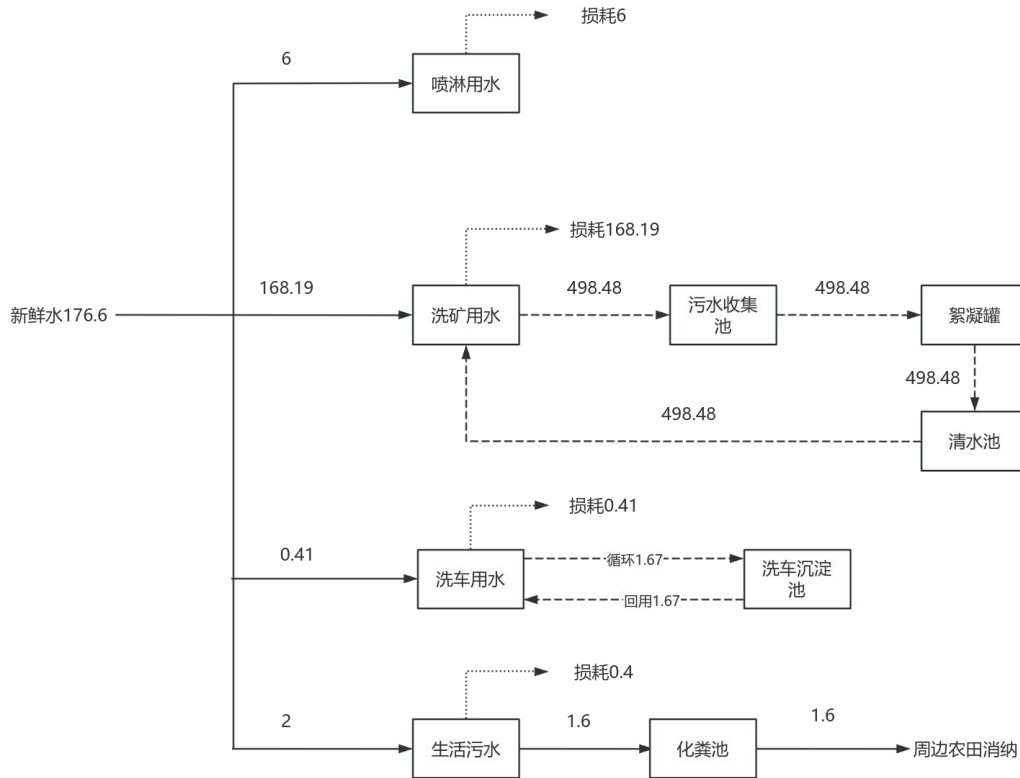 损耗6
6
喷淋用水
损耗168.19
168.19
498.48
498.48
新鲜水176.6
洗矿用水
污水收集
池
絮凝罐
498.48
498.48
清水池
损耗0.41
0.41
循环1.67
洗车用水
洗车沉淀
池
回用1.67
损耗0.4
2
1.6
1.6
生活污水
化粪池
周边农田消纳